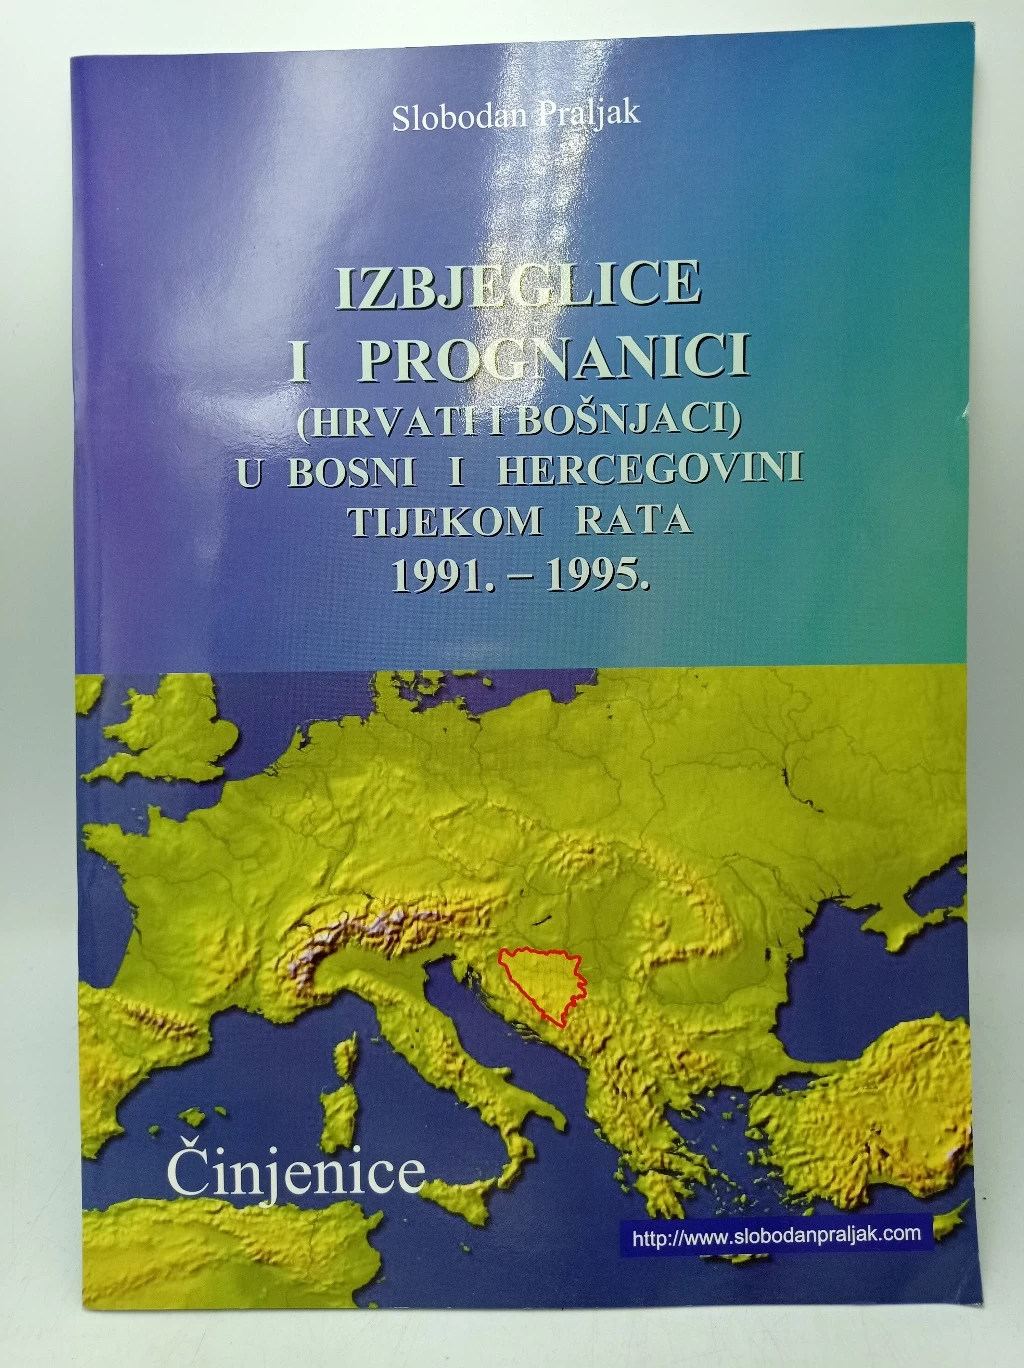 Slobodan Praljak
IZBJEGLICE
I PROGNANICI
(HRVATI I BOŠNJACI)
U BOSNI I HERCEGOVINI
TIJEKOM RATA
1991. – 1995.
Činjenice
http://www.slobodanpraljak.com